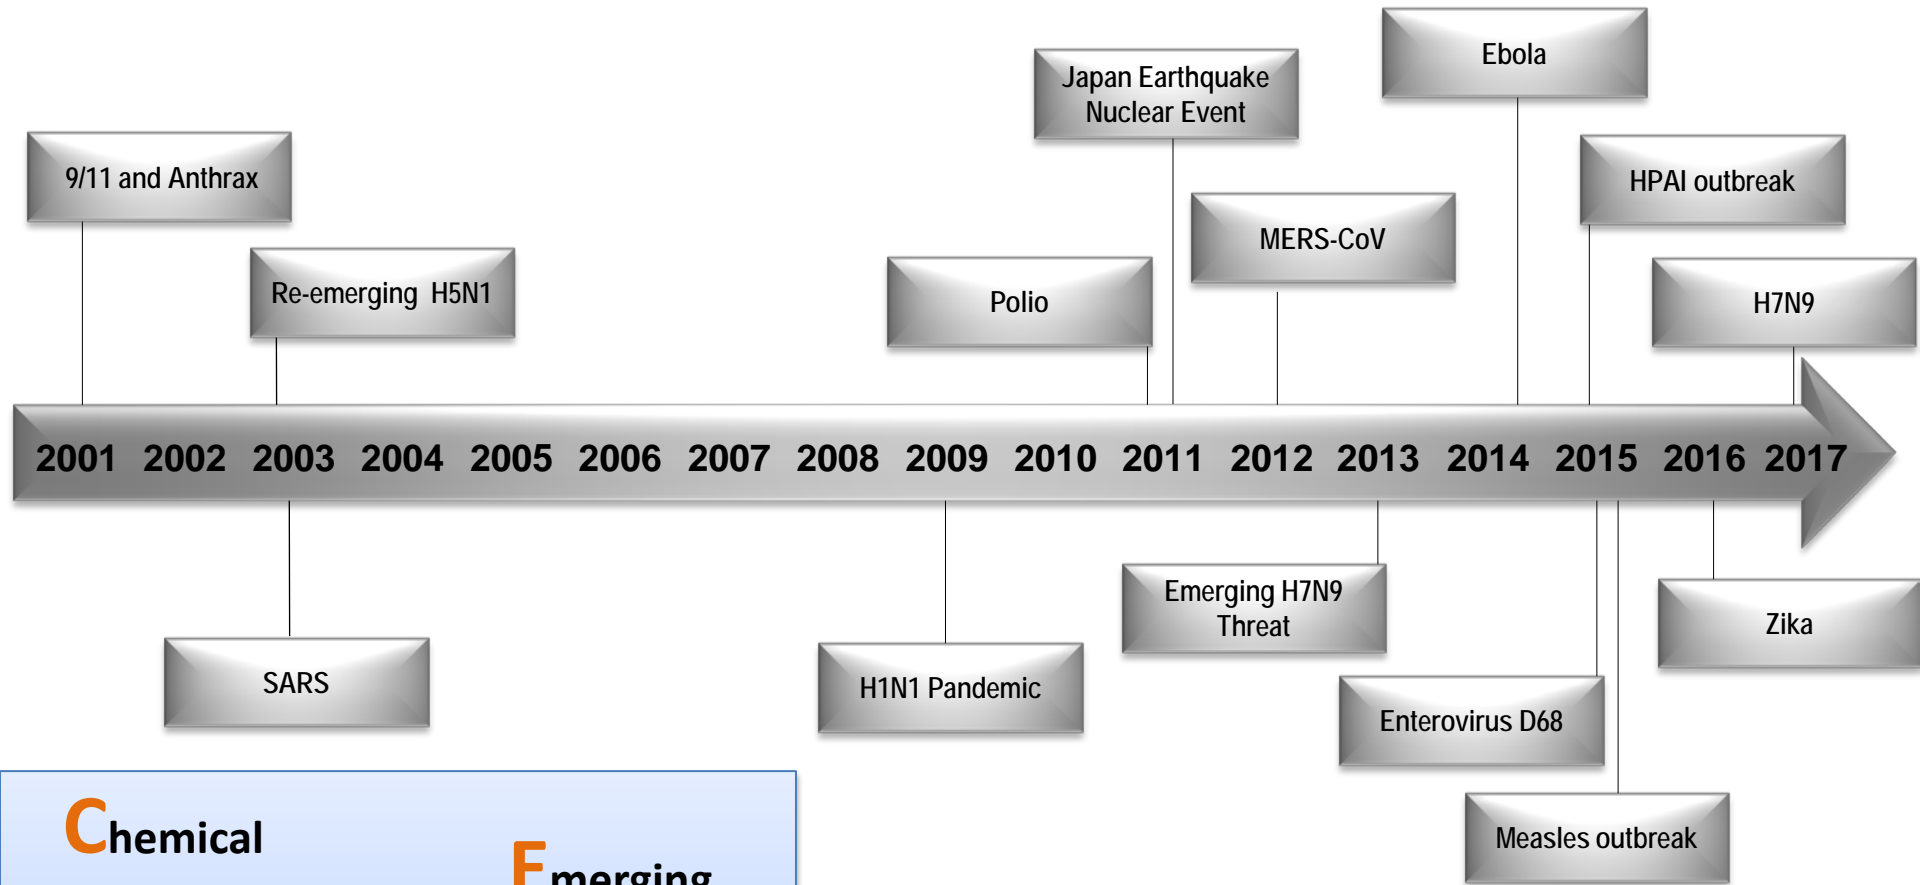 Ebola
Japan Earthquake
Nuclear Event
9/11 and Anthrax
HPAI outbreak
MERS-CoV
Re-emerging H5N1
Polio
H7N9
2001 2002 2003 2004 2005 2006 2007 2008 2009 2010 2011 2012 2013 2014 2015 2016 2017
Emerging H7N9
Threat
Zika
SARS
H1N1 Pandemic
Enterovirus D68
Measles outbreak
Chemical
Emerging